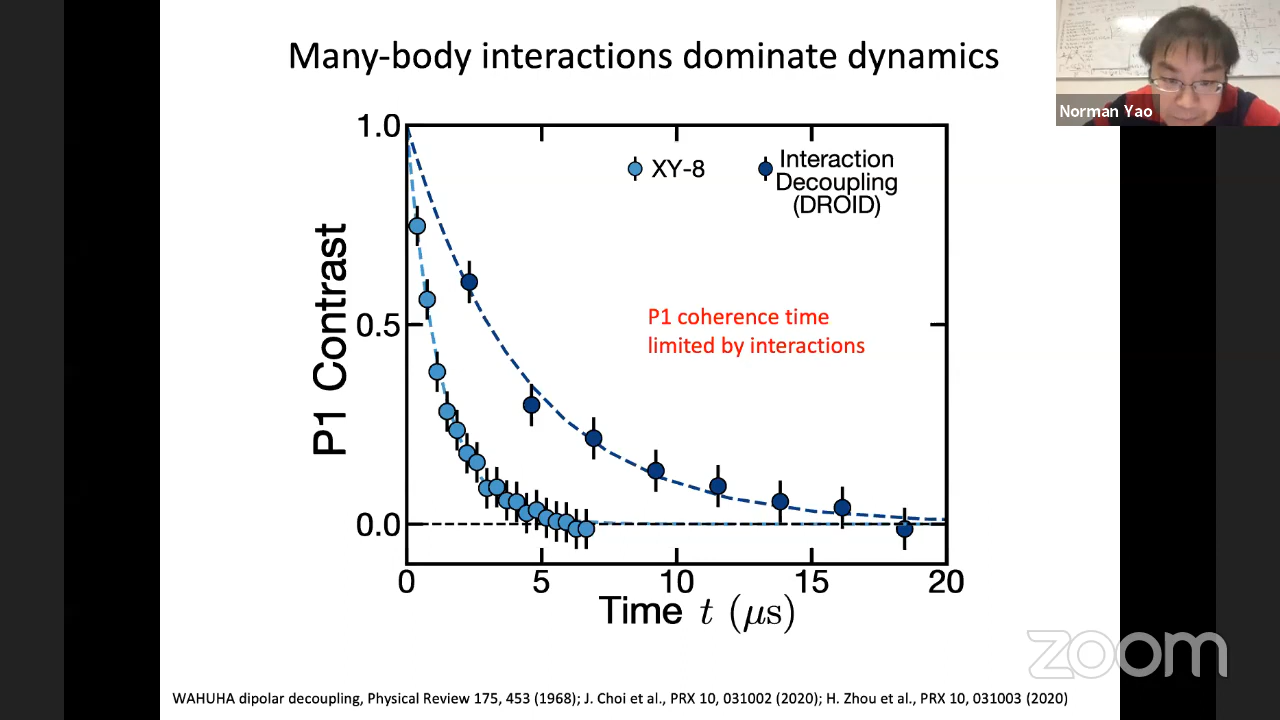 Many-body interactions dominate dynamics
Norman Yao
1.0
0.5
0.0
P1 Contrast
XY-8
Interaction
Decoupling
(DROID)
P1 coherence time
limited by interactions
0
5
10
15
20
Time t (μs)
zoom
WAHUHA dipolar decoupling, Physical Review 175, 453 (1968); J. Choi et al., PRX 10, 031002 (2020); H. Zhou et al., PRX 10, 031003 (2020)